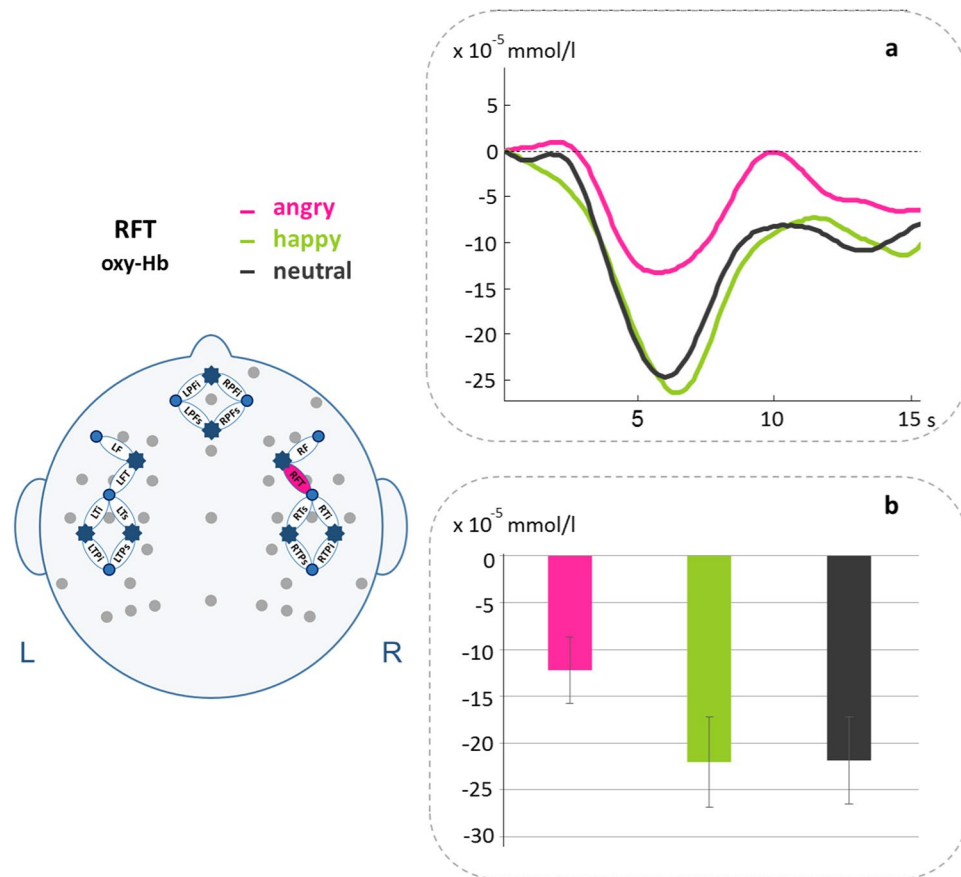 RFT
oxy-Hb
angry
happy
neutral
LPFi
RPFi
LPFs
RPFs
LF
RF
LFT
RFT
LTi
LTs
RTs
RTi
LTPi
LTPs
RTPs
RTPi
L
R
x 10-5 mmol/l
a
5
0
-5
-10
-15
-20
-25
5
10
15 s
x 10-5 mmol/l
b
0
-5
-10
-15
-20
-25
-30